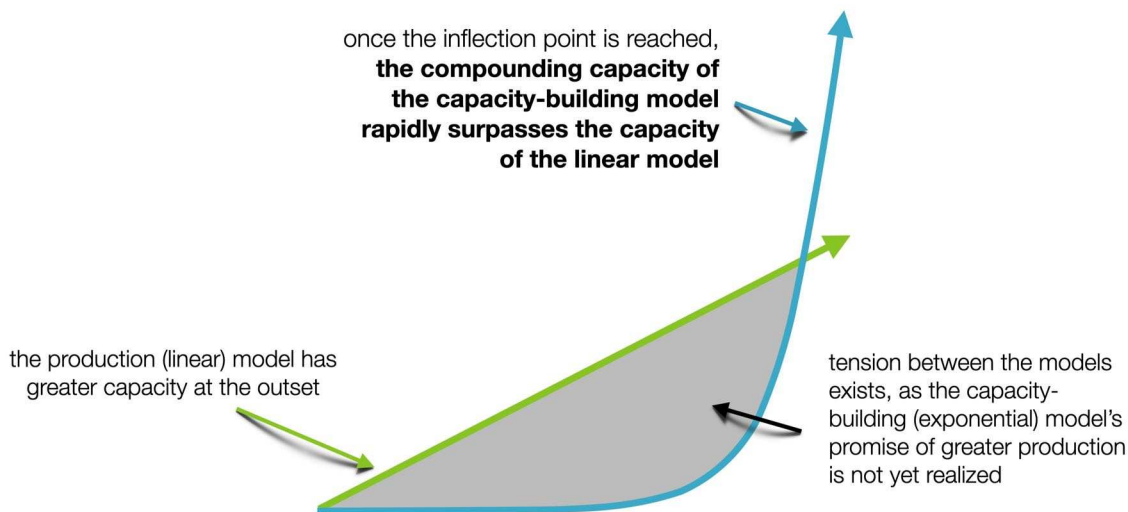 once the inflection point is reached,
the compounding capacity of
the capacity-building model
rapidly surpasses the capacity
of the linear model
the production (linear) model has
greater capacity at the outset
tension between the models
exists, as the capacity-
building (exponential) model’s
promise of greater production
is not yet realized